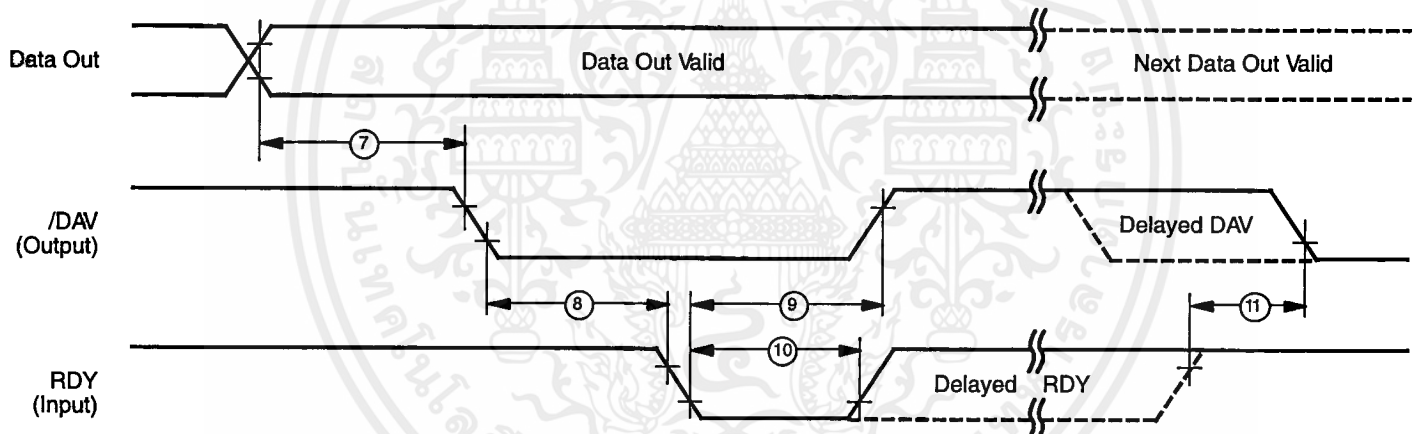 Data Out
Data Out Valid
Next Data Out Valid
7
/DAV
(Output)
Delayed DAV
8
9
11
10
RDY
(Input)
Delayed RDY